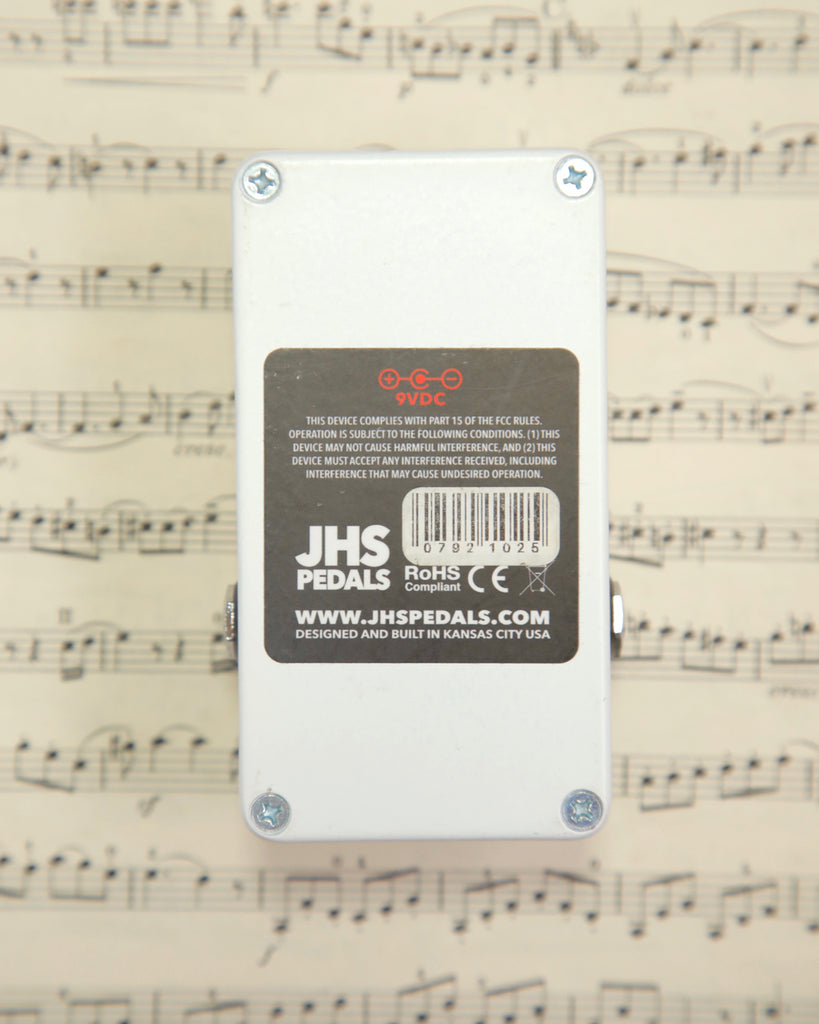 9VDC
THIS DEVICE COMPLIES WITH PART 15 OF THE FCC RULES.
OPERATION IS SUBJECT TO THE FOLLOWING CONDITIONS. (1) THIS
DEVICE MAY NOT CAUSE HARMFUL INTERFERENCE, AND (2) THIS
DEVICE MUST ACCEPT ANY INTERFERENCE RECEIVED, INCLUDING
INTERFERENCE THAT MAY CAUSE UNDESIRED OPERATION.
0792 1025
JHS
PEDALS
RoHS
Compliant
CE
WWW.JHSPEDALS.COM
DESIGNED AND BUILT IN KANSAS CITY USA